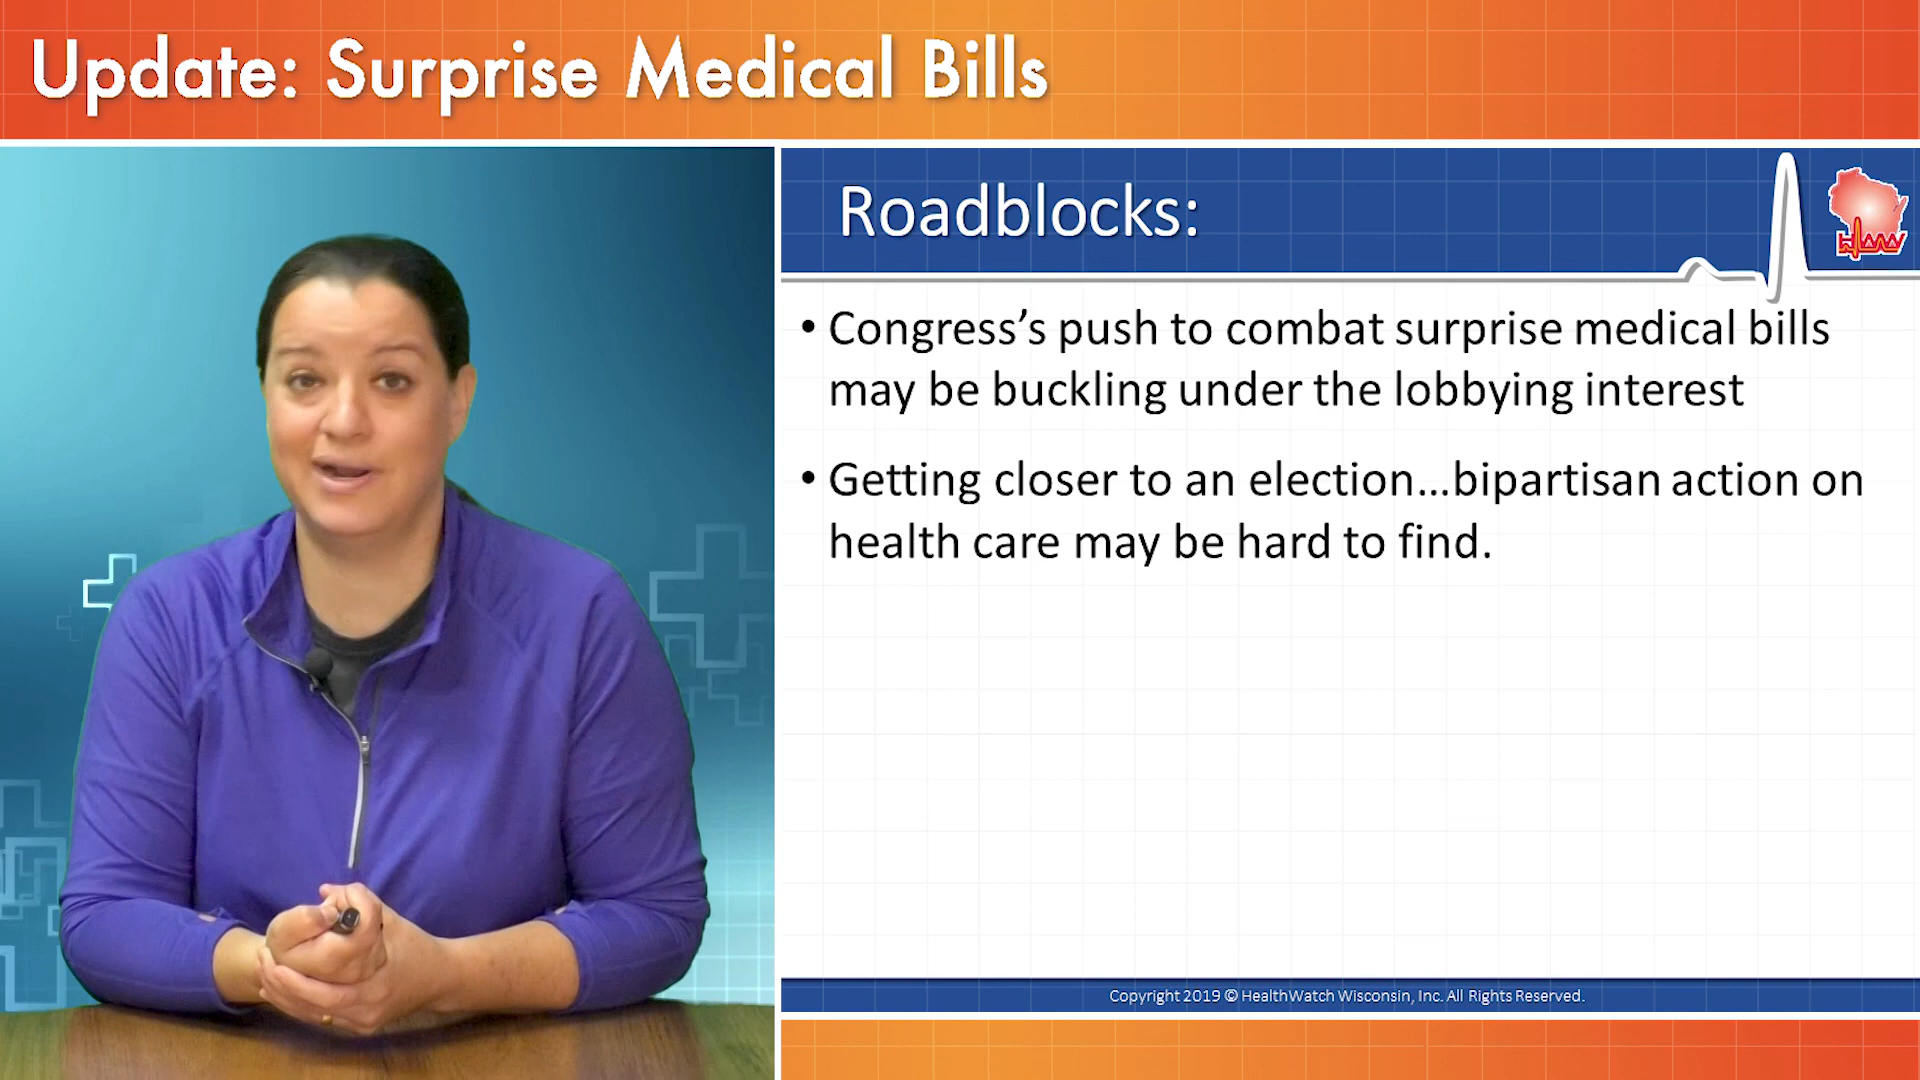 Update: Surprise Medical Bills
Roadblocks:
HWW
• Congress’s push to combat surprise medical bills
may be buckling under the lobbying interest
• Getting closer to an election...bipartisan action on
health care may be hard to find.
Copyright 2019 © HealthWatch Wisconsin, Inc. All Rights Reserved.